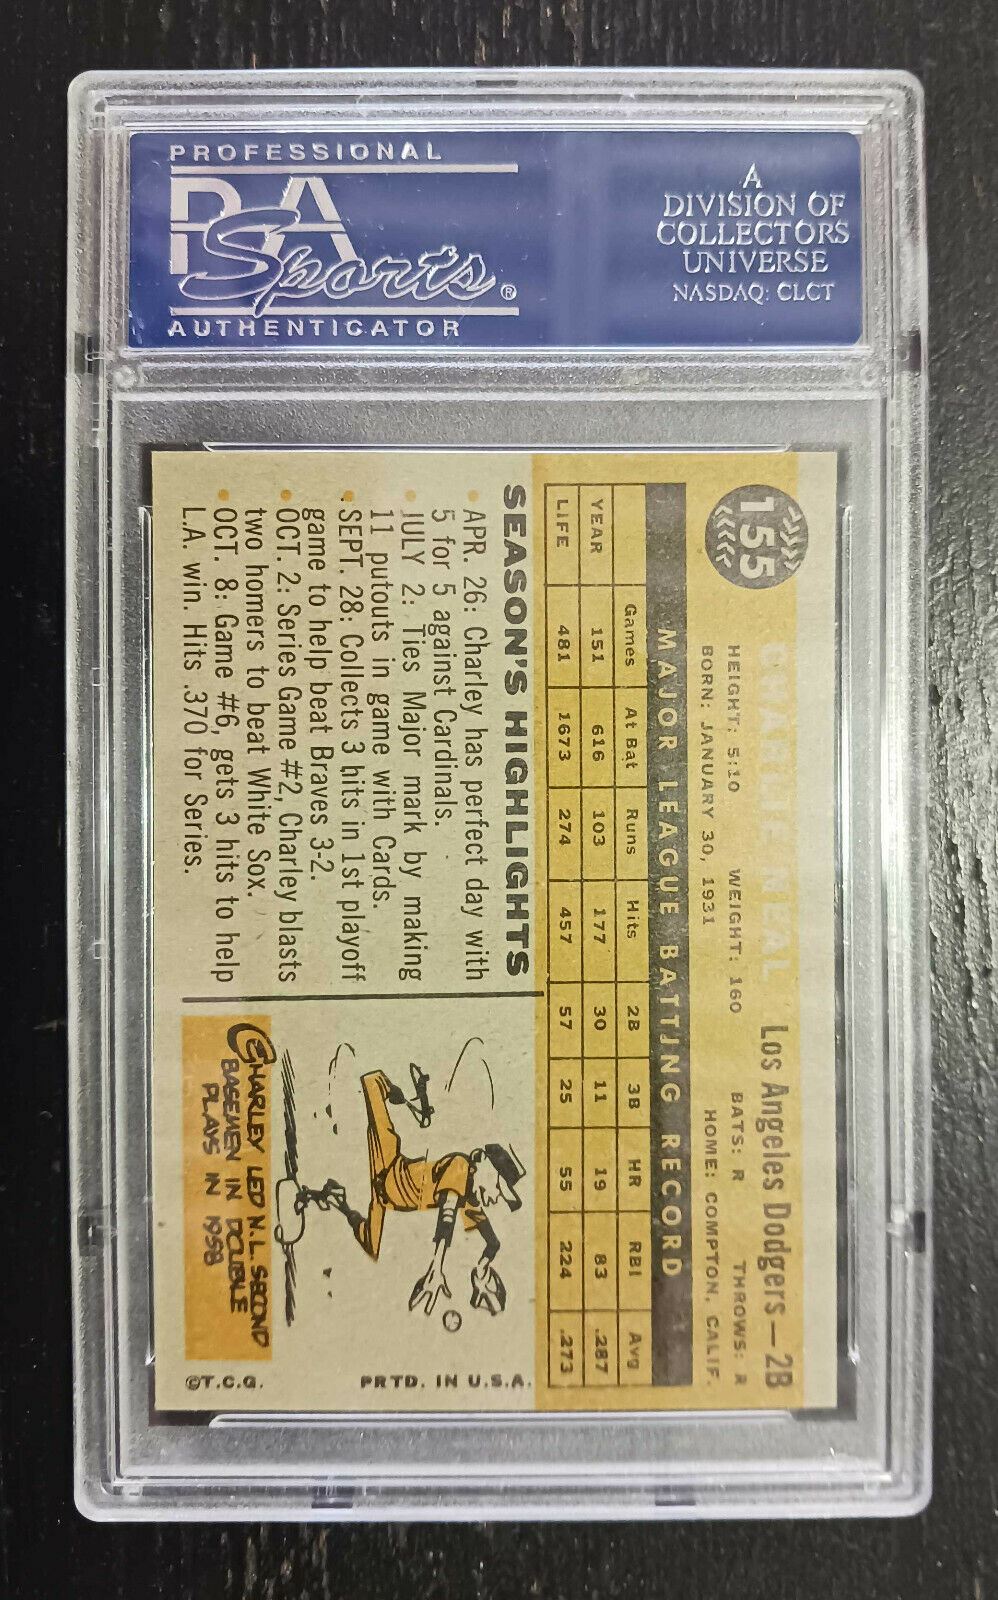 PROFESSIONAL
PSA
Sports®
AUTHENTICATOR
A
DIVISION OF
COLLECTORS
UNIVERSE
NASDAQ: CLCT
155
CHARLIE NEAL Los Angeles Dodgers—2B
HEIGHT: 5:10 WEIGHT: 160 BATS: R THROWS: R
BORN: JANUARY 30, 1931 HOME: COMPTON, CALIF.
MAJOR LEAGUE BATTING RECORD
Games At Bat Runs Hits 2B 3B HR RBI Avg
YEAR 151 616 103 177 30 11 19 83 .287
LIFE 481 1673 274 457 57 25 55 224 .273
SEASON'S HIGHLIGHTS
• APR. 26: Charley has perfect day with
5 for 5 against Cardinals.
• JULY 2: Ties Major mark by making
11 putouts in game with Cards.
• SEPT. 28: Collects 3 hits in 1st playoff
game to help beat Braves 3-2.
• OCT. 2: Series Game #2, Charley blasts
two homers to beat White Sox.
• OCT. 8: Game #6, gets 3 hits to help
L.A. win. Hits .370 for Series.
CHARLEY LED N.L. SECOND
BASEMEN IN DOUBLE
PLAYS IN 1958
©T.C.G. PRTD. IN U.S.A.